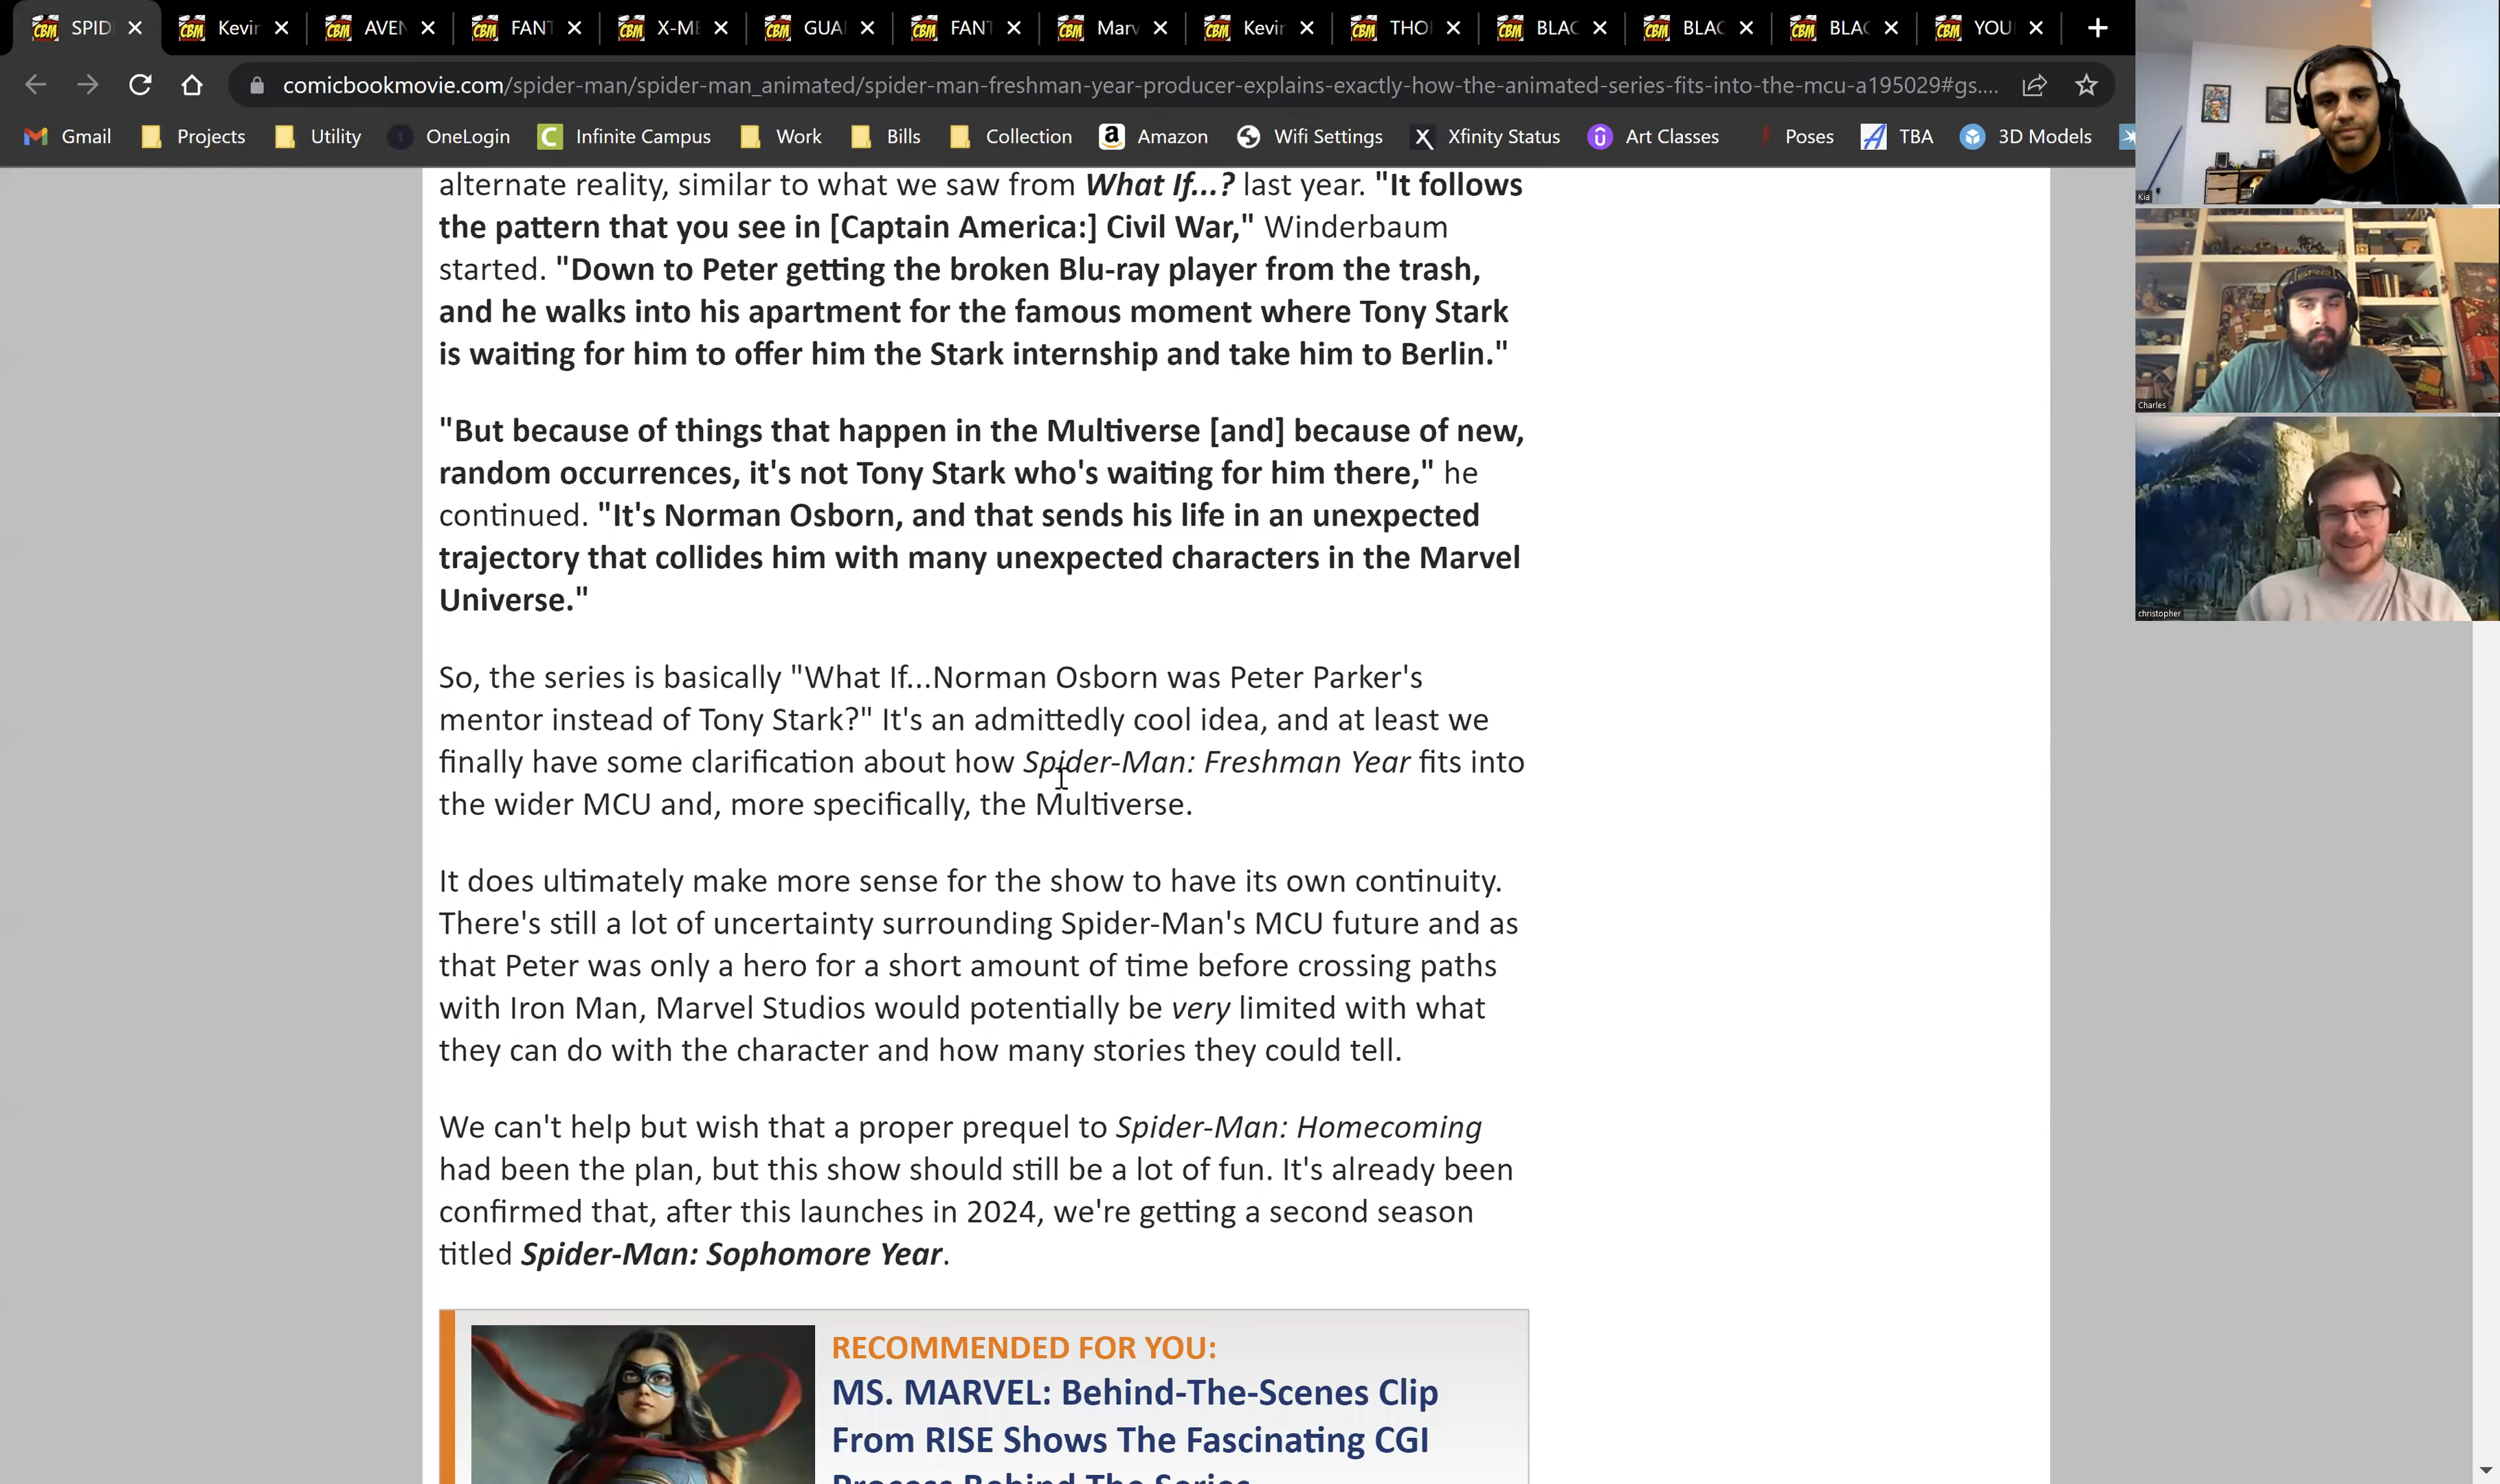 SPID
Kevin
AVEN
FANT
X-ME
GUA
FANT
Marv
Kevin
THO
BLAC
BLAC
BLAC
YOU
comicbookmovie.com/spider-man/spider-man_animated/spider-man-freshman-year-producer-explains-exactly-how-the-animated-series-fits-into-the-mcu-a195029#gs....
Gmail
Projects
Utility
OneLogin
Infinite Campus
Work
Bills
Collection
Amazon
Wifi Settings
Xfinity Status
Art Classes
Poses
TBA
3D Models
alternate reality, similar to what we saw from What If...? last year. "It follows
the pattern that you see in [Captain America:] Civil War," Winderbaum
started. "Down to Peter getting the broken Blu-ray player from the trash,
and he walks into his apartment for the famous moment where Tony Stark
is waiting for him to offer him the Stark internship and take him to Berlin."
"But because of things that happen in the Multiverse [and] because of new,
random occurrences, it's not Tony Stark who's waiting for him there," he
continued. "It's Norman Osborn, and that sends his life in an unexpected
trajectory that collides him with many unexpected characters in the Marvel
Universe."
So, the series is basically "What If...Norman Osborn was Peter Parker's
mentor instead of Tony Stark?" It's an admittedly cool idea, and at least we
finally have some clarification about how Spider-Man: Freshman Year fits into
the wider MCU and, more specifically, the Multiverse.
It does ultimately make more sense for the show to have its own continuity.
There's still a lot of uncertainty surrounding Spider-Man's MCU future and as
that Peter was only a hero for a short amount of time before crossing paths
with Iron Man, Marvel Studios would potentially be very limited with what
they can do with the character and how many stories they could tell.
We can't help but wish that a proper prequel to Spider-Man: Homecoming
had been the plan, but this show should still be a lot of fun. It's already been
confirmed that, after this launches in 2024, we're getting a second season
titled Spider-Man: Sophomore Year.
RECOMMENDED FOR YOU:
MS. MARVEL: Behind-The-Scenes Clip
From RISE Shows The Fascinating CGI
Process Behind The Series
Kia
Charles
christopher